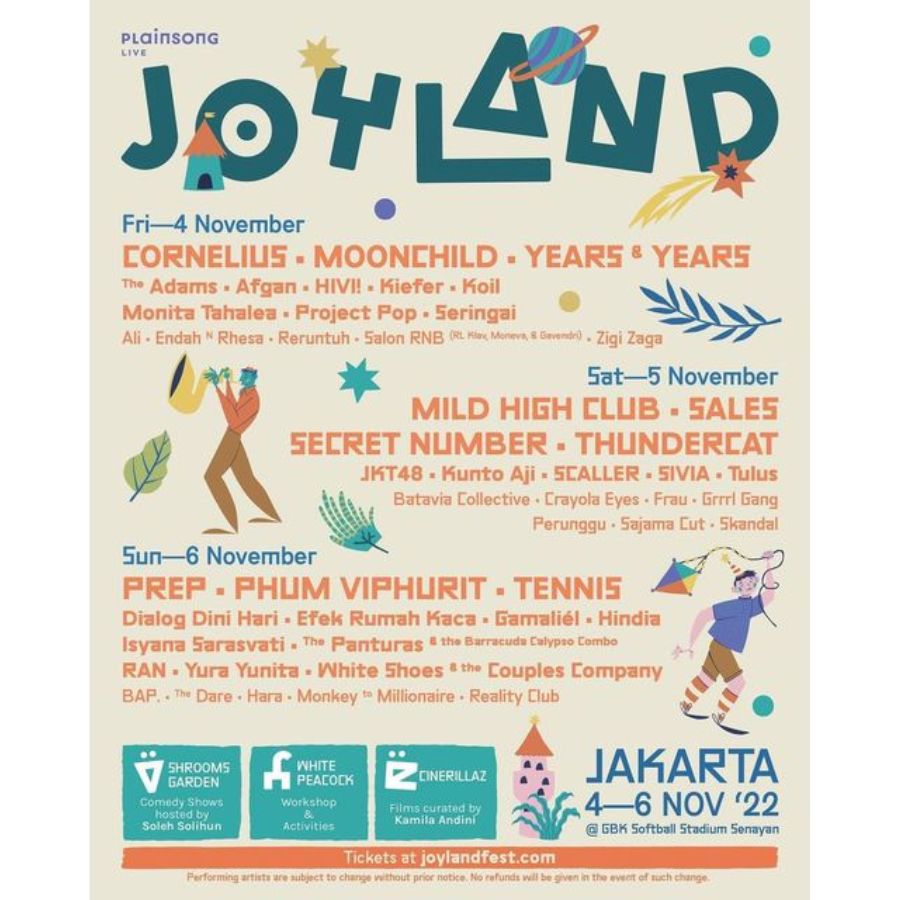 PLAINSONG
LIVE
JOYLAND
Fri—4 November
CORNELIUS • MOONCHILD • YEARS & YEARS
The Adams • Afgan • HIVI! • Kiefer • Koil
Monita Tahalea • Project Pop • Seringai
Ali • Endah N Rhesa • Reruntuh • Salon RNB (RL Klav, Moneva, & Gavendri) • Zigi Zaga
Sat—5 November
MILD HIGH CLUB • SALES
SECRET NUMBER • THUNDERCAT
JKT48 • Kunto Aji • SCALLER • SIVIA • Tulus
Batavia Collective • Crayola Eyes • Frau • Grrrl Gang
Perunggu • Sajama Cut • Skandal
Sun—6 November
PREP • PHUM VIPHURIT • TENNIS
Dialog Dini Hari • Efek Rumah Kaca • Gamaliél • Hindia
Isyana Sarasvati • The Panturas & the Barracuda Calypso Combo
RAN • Yura Yunita • White Shoes & the Couples Company
BAP. • The Dare • Hara • Monkey to Millionaire • Reality Club
SHROOMS
GARDEN
Comedy Shows
hosted by
Soleh Solihun
WHITE
PEACOCK
Workshop
&
Activities
CINERILLAZ
Films curated by
Kamila Andini
JAKARTA
4—6 NOV ‘22
@ GBK Softball Stadium Senayan
Tickets at joylandfest.com
Performing artists are subject to change without prior notice. No refunds will be given in the event of such change.